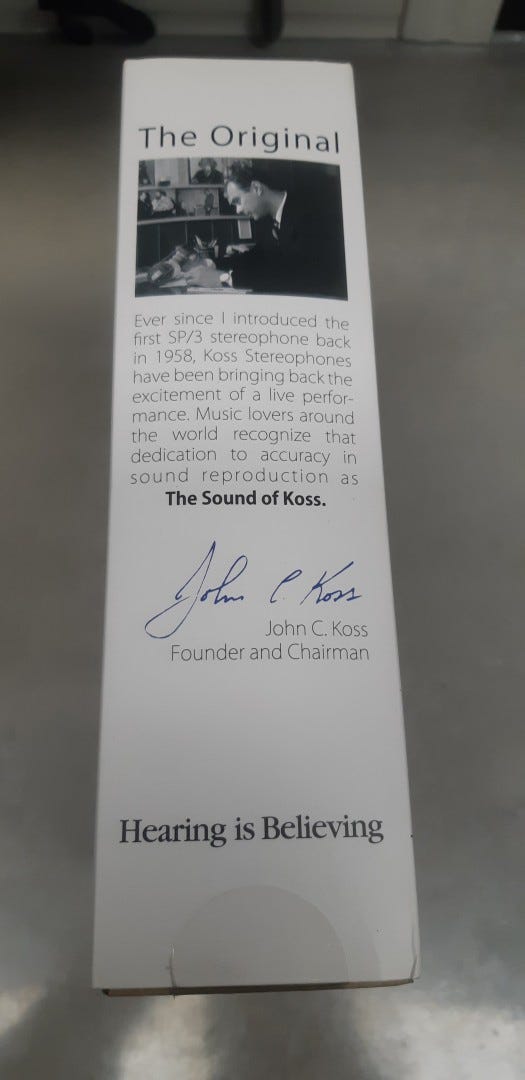 The Original
Ever since I introduced the
first SP/3 stereophone back
in 1958, Koss Stereophones
have been bringing back the
excitement of a live perfor-
mance. Music lovers around
the world recognize that
dedication to accuracy in
sound reproduction as
The Sound of Koss.
John C. Koss
John C. Koss
Founder and Chairman
Hearing is Believing